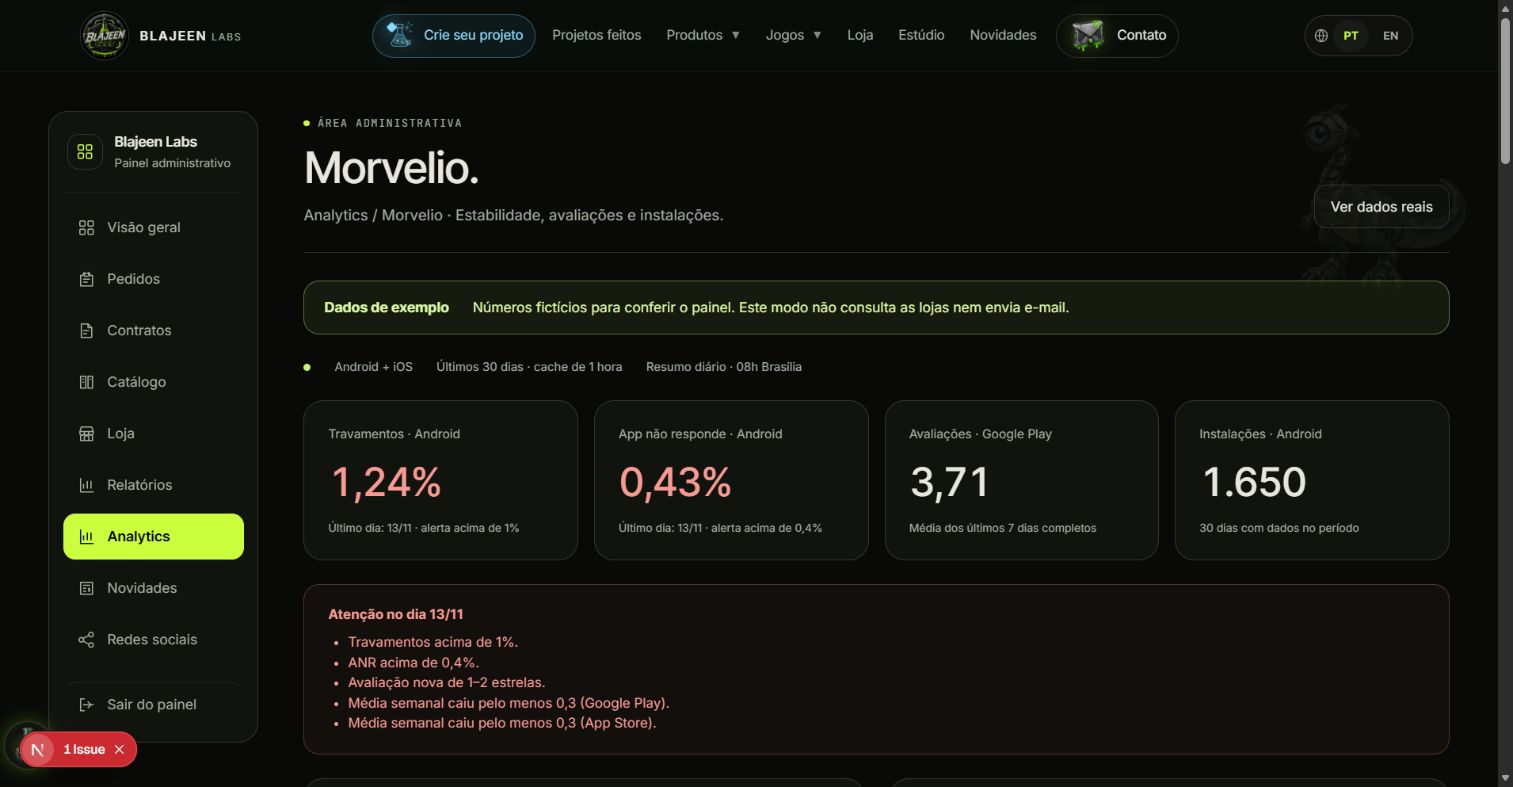 BLAJEEN LABS
Crie seu projeto
Projetos feitos
Produtos ▼
Jogos ▼
Loja
Estúdio
Novidades
Contato
PT
EN
Blajeen Labs
Painel administrativo
Visão geral
Pedidos
Contratos
Catálogo
Loja
Relatórios
Analytics
Novidades
Redes sociais
Sair do painel
1 Issue
ÁREA ADMINISTRATIVA
Morvelio.
Analytics / Morvelio · Estabilidade, avaliações e instalações.
Ver dados reais
Dados de exemplo Números fictícios para conferir o painel. Este modo não consulta as lojas nem envia e-mail.
Android + iOS Últimos 30 dias · cache de 1 hora Resumo diário · 08h Brasília
Travamentos · Android
1,24%
Último dia: 13/11 · alerta acima de 1%
App não responde · Android
0,43%
Último dia: 13/11 · alerta acima de 0,4%
Avaliações · Google Play
3,71
Média dos últimos 7 dias completos
Instalações · Android
1.650
30 dias com dados no período
Atenção no dia 13/11
• Travamentos acima de 1%.
• ANR acima de 0,4%.
• Avaliação nova de 1–2 estrelas.
• Média semanal caiu pelo menos 0,3 (Google Play).
• Média semanal caiu pelo menos 0,3 (App Store).